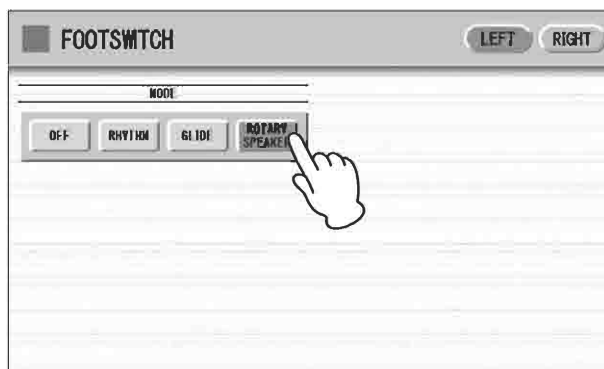 FOOTSWITCH LEFT RIGHT
MODE
OFF RHYTHM GLIDE ROTARY
SPEAKER